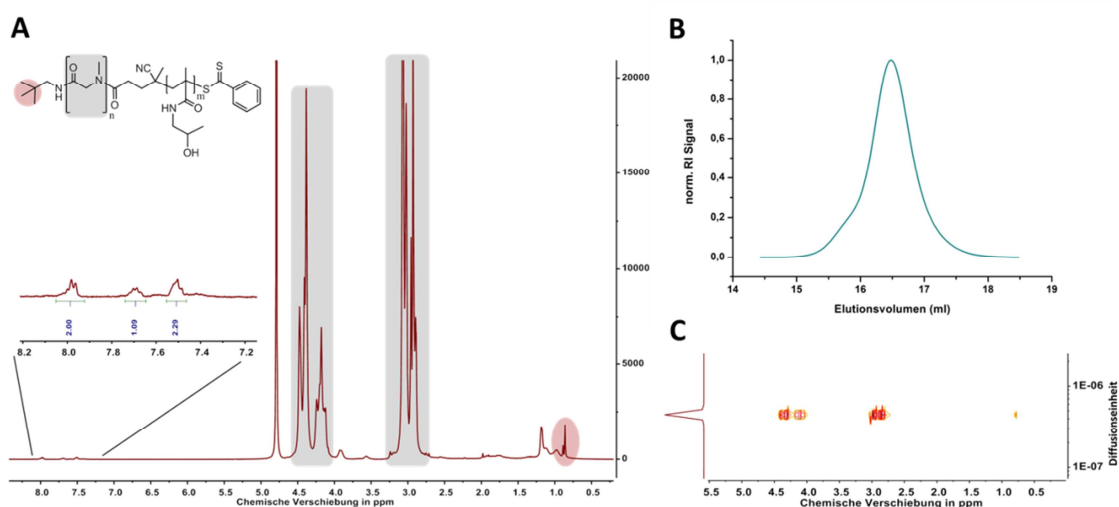 A
NC
S
N
H
O
N
O
n
m
S
HN
O
OH
20000
15000
10000
5000
0
8.2 8.0 7.8 7.6 7.4 7.2
2.00 1.09 2.29
8.0 7.5 7.0 6.5 6.0 5.5 5.0 4.5 4.0 3.5 3.0 2.5 2.0 1.5 1.0 0.5
Chemische Verschiebung in ppm
B
norm. RI Signal
1,0
0,8
0,6
0,4
0,2
0,0
14 15 16 17 18 19
Elutionsvolumen (ml)
C
1E-06
1E-07
Diffusionseinheit
5.5 5.0 4.5 4.0 3.5 3.0 2.5 2.0 1.5 1.0 0.5 0.0
Chemische Verschiebung in ppm